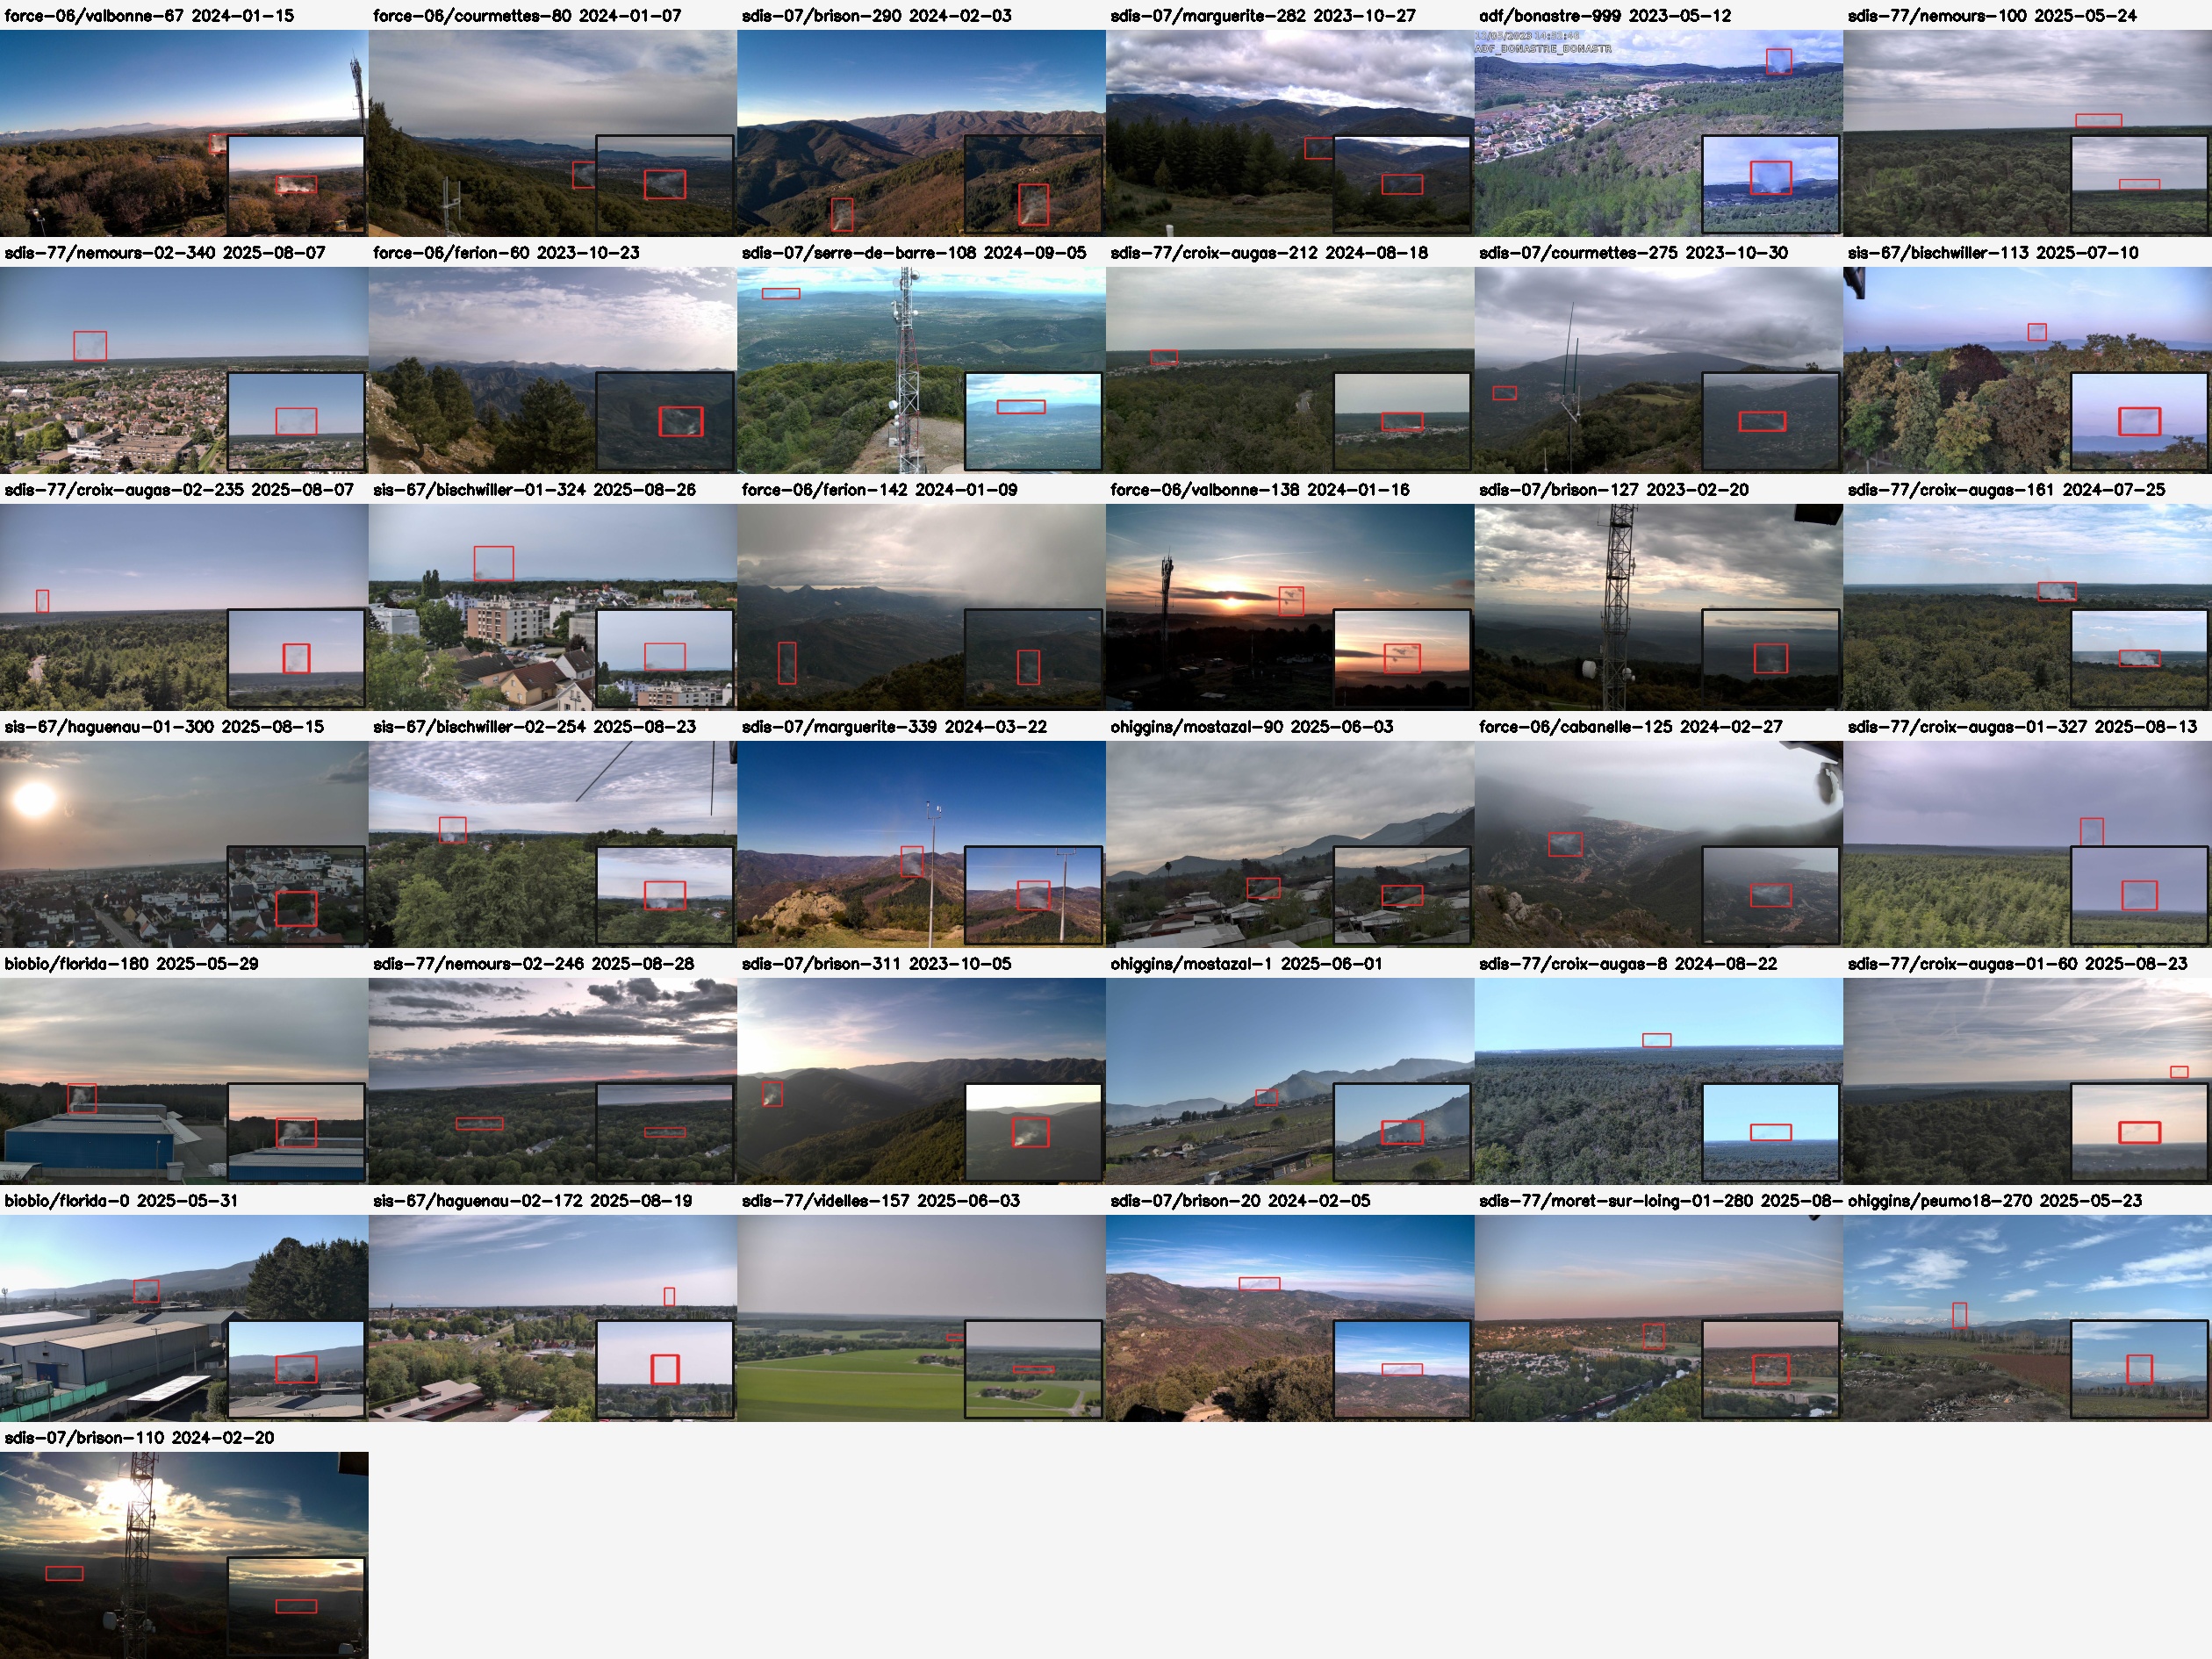 force-06/valbonne-67 2024-01-15
force-06/courmettes-80 2024-01-07
sdis-07/brison-290 2024-02-03
sdis-07/marguerite-282 2023-10-27
adf/bonastre-999 2023-05-12
sdis-77/nemours-100 2025-05-24
ADF_BONASTRE_BONASTR
sdis-77/nemours-02-340 2025-08-07
force-06/ferion-60 2023-10-23
sdis-07/serre-de-barre-108 2024-09-05
sdis-77/croix-augas-212 2024-08-18
sdis-07/courmettes-275 2023-10-30
sis-67/bischwiller-113 2025-07-10
sdis-77/croix-augas-02-235 2025-08-07
sis-67/bischwiller-01-324 2025-08-26
force-06/ferion-142 2024-01-09
force-06/valbonne-138 2024-01-16
sdis-07/brison-127 2023-02-20
sdis-77/croix-augas-161 2024-07-25
sis-67/haguenau-01-300 2025-08-15
sis-67/bischwiller-02-254 2025-08-23
sdis-07/marguerite-339 2024-03-22
ohiggins/mostazal-90 2025-06-03
force-06/cabanelle-125 2024-02-27
sdis-77/croix-augas-01-327 2025-08-13
biobio/florida-180 2025-05-29
sdis-77/nemours-02-246 2025-08-28
sdis-07/brison-311 2023-10-05
ohiggins/mostazal-1 2025-06-01
sdis-77/croix-augas-8 2024-08-22
sdis-77/croix-augas-01-60 2025-08-23
biobio/florida-0 2025-05-31
sis-67/haguenau-02-172 2025-08-19
sdis-77/videlles-157 2025-06-03
sdis-07/brison-20 2024-02-05
sdis-77/moret-sur-loing-01-280 2025-08-
ohiggins/peumo18-270 2025-05-23
sdis-07/brison-110 2024-02-20